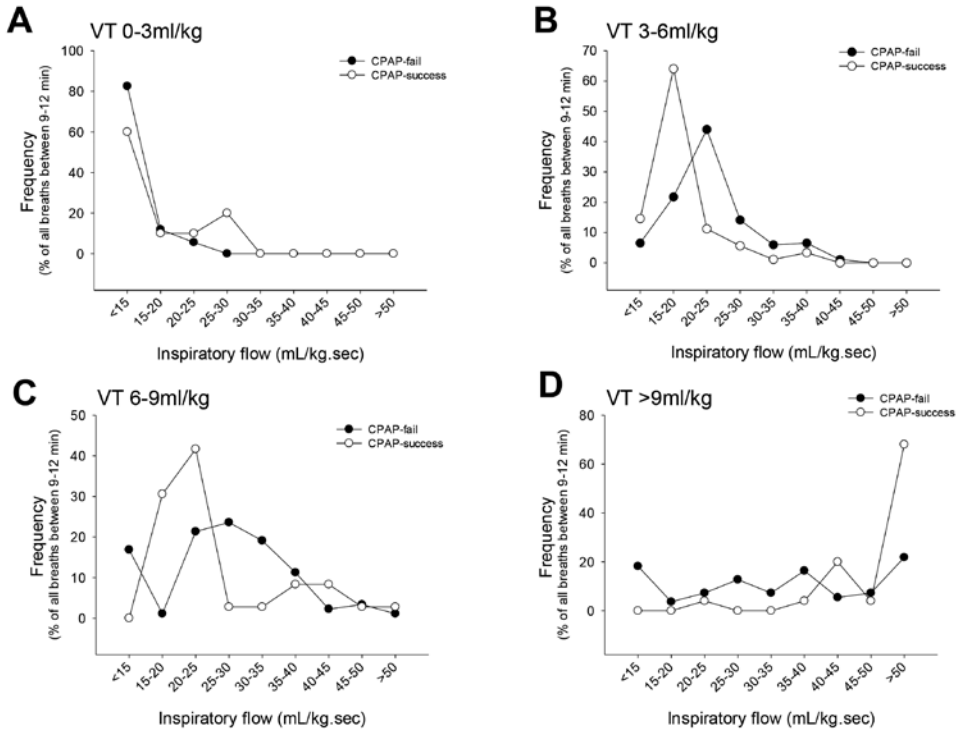 A
VT 0-3ml/kg
CPAP-fail
CPAP-success
100
80
60
40
20
0
Frequency
(% of all breaths between 9-12 min)
<15
15-20
20-25
25-30
30-35
35-40
40-45
45-50
>50
Inspiratory flow (mL/kg.sec)
B
VT 3-6ml/kg
CPAP-fail
CPAP-success
70
60
50
40
30
20
10
0
Frequency
(% of all breaths between 9-12 min)
<15
15-20
20-25
25-30
30-35
35-40
40-45
45-50
>50
Inspiratory flow (mL/kg.sec)
C
VT 6-9ml/kg
CPAP-fail
CPAP-success
50
40
30
20
10
0
Frequency
(% of all breaths between 9-12 min)
<15
15-20
20-25
25-30
30-35
35-40
40-45
45-50
>50
Inspiratory flow (mL/kg.sec)
D
VT >9ml/kg
CPAP-fail
CPAP-success
80
60
40
20
0
Frequency
(% of all breaths between 9-12 min)
<15
15-20
20-25
25-30
30-35
35-40
40-45
45-50
>50
Inspiratory flow (mL/kg.sec)